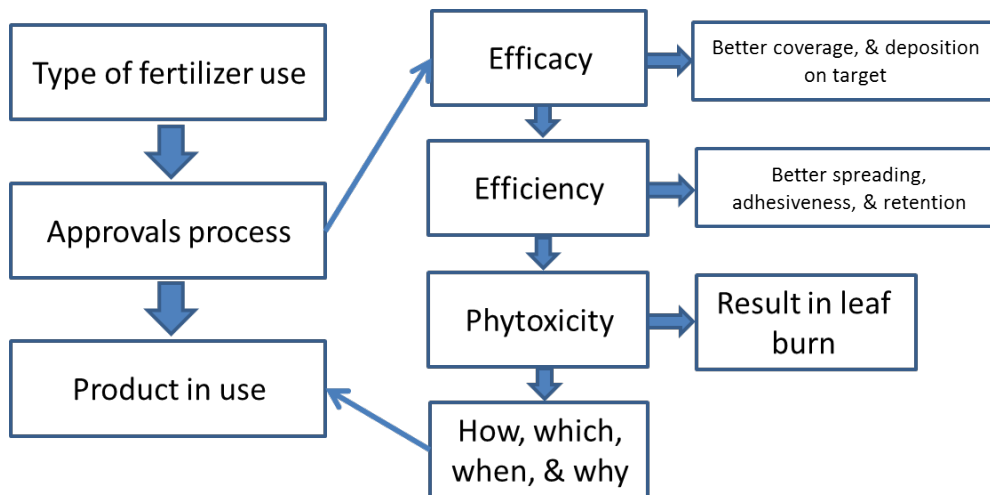 Type of fertilizer use
Approvals process
Product in use
Efficacy
Better coverage, & deposition
on target
Efficiency
Better spreading,
adhesiveness, & retention
Phytoxicity
Result in leaf
burn
How, which,
when, & why